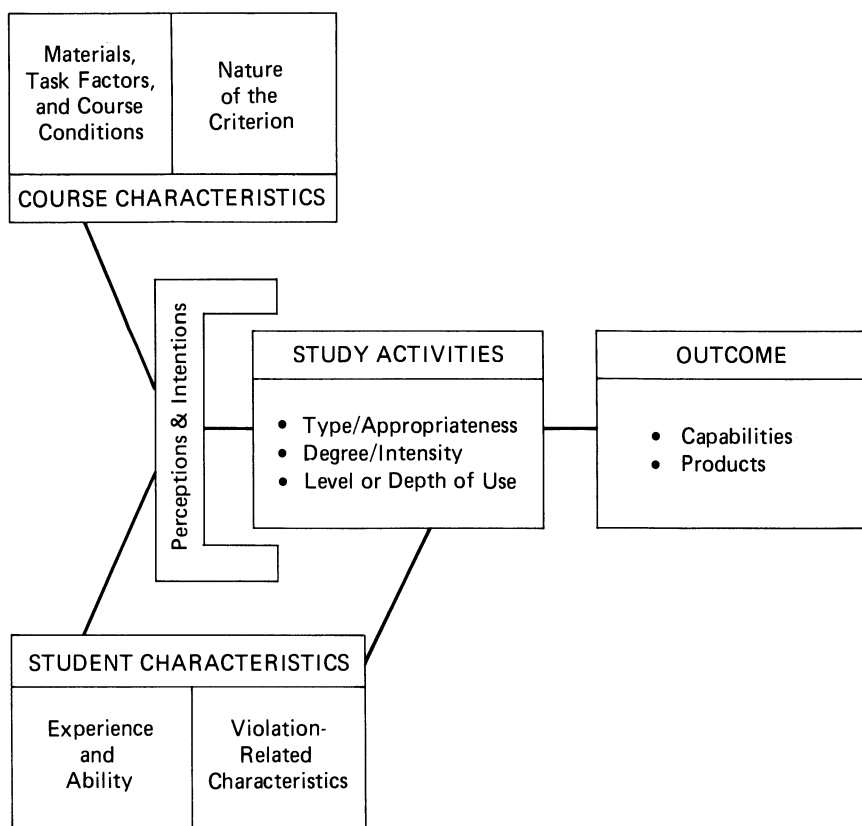 Materials,
Task Factors,
and Course
Conditions
Nature
of the
Criterion
COURSE CHARACTERISTICS
Perceptions & Intentions
STUDY ACTIVITIES
• Type/Appropriateness
• Degree/Intensity
• Level or Depth of Use
OUTCOME
• Capabilities
• Products
STUDENT CHARACTERISTICS
Experience
and
Ability
Violation-
Related
Characteristics